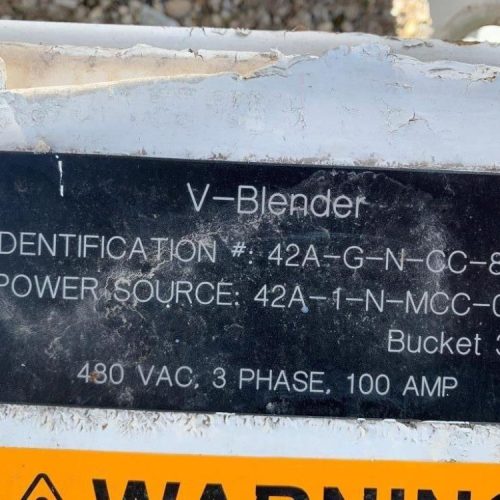 V-Blender
DENTIFICATION #: 42A-G-N-CC-8
POWER SOURCE: 42A-1-N-MCC-0
Bucket 3
480 VAC, 3 PHASE, 100 AMP
WARNING